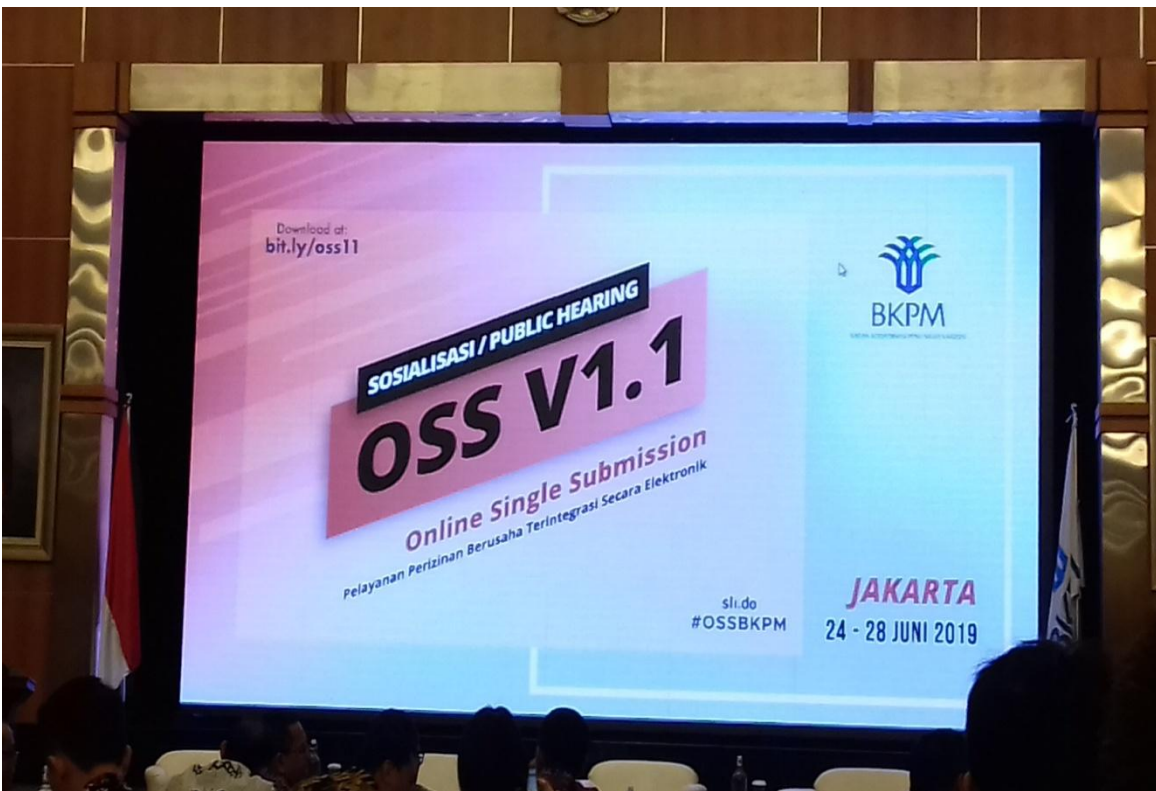 Download at:
bit.ly/oss11
SOSIALISASI / PUBLIC HEARING
OSS V1.1
Online Single Submission
Pelayanan Perizinan Berusaha Terintegrasi Secara Elektronik
BKPM
sli.do
#OSSBKPM
JAKARTA
24 - 28 JUNI 2019